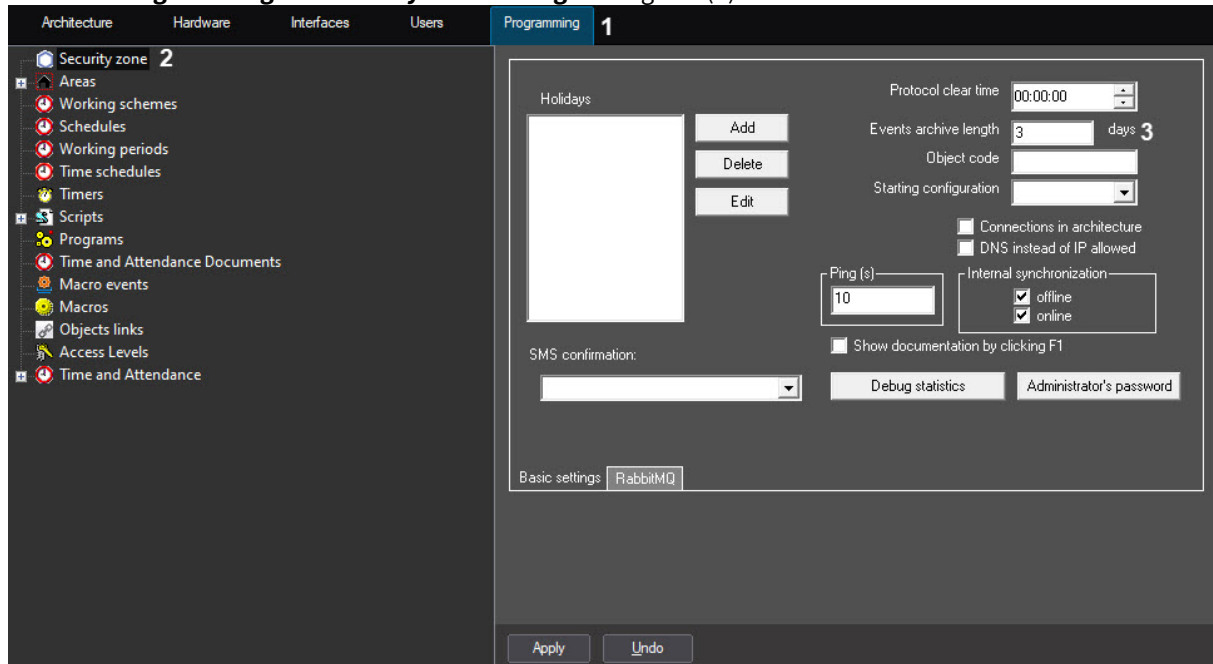 Architecture Hardware Interfaces Users Programming 1
Security zone 2
Areas
Working schemes
Schedules
Working periods
Time schedules
Timers
Scripts
Programs
Time and Attendance Documents
Macro events
Macros
Objects links
Access Levels
Time and Attendance
Holidays
Add
Delete
Edit
SMS confirmation:
Protocol clear time 00:00:00
Events archive length 3 days 3
Object code
Starting configuration
Connections in architecture
DNS instead of IP allowed
Ping (s)
10
Internal synchronization
offline
online
Show documentation by clicking F1
Debug statistics Administrator's password
Basic settings RabbitMQ
Apply Undo